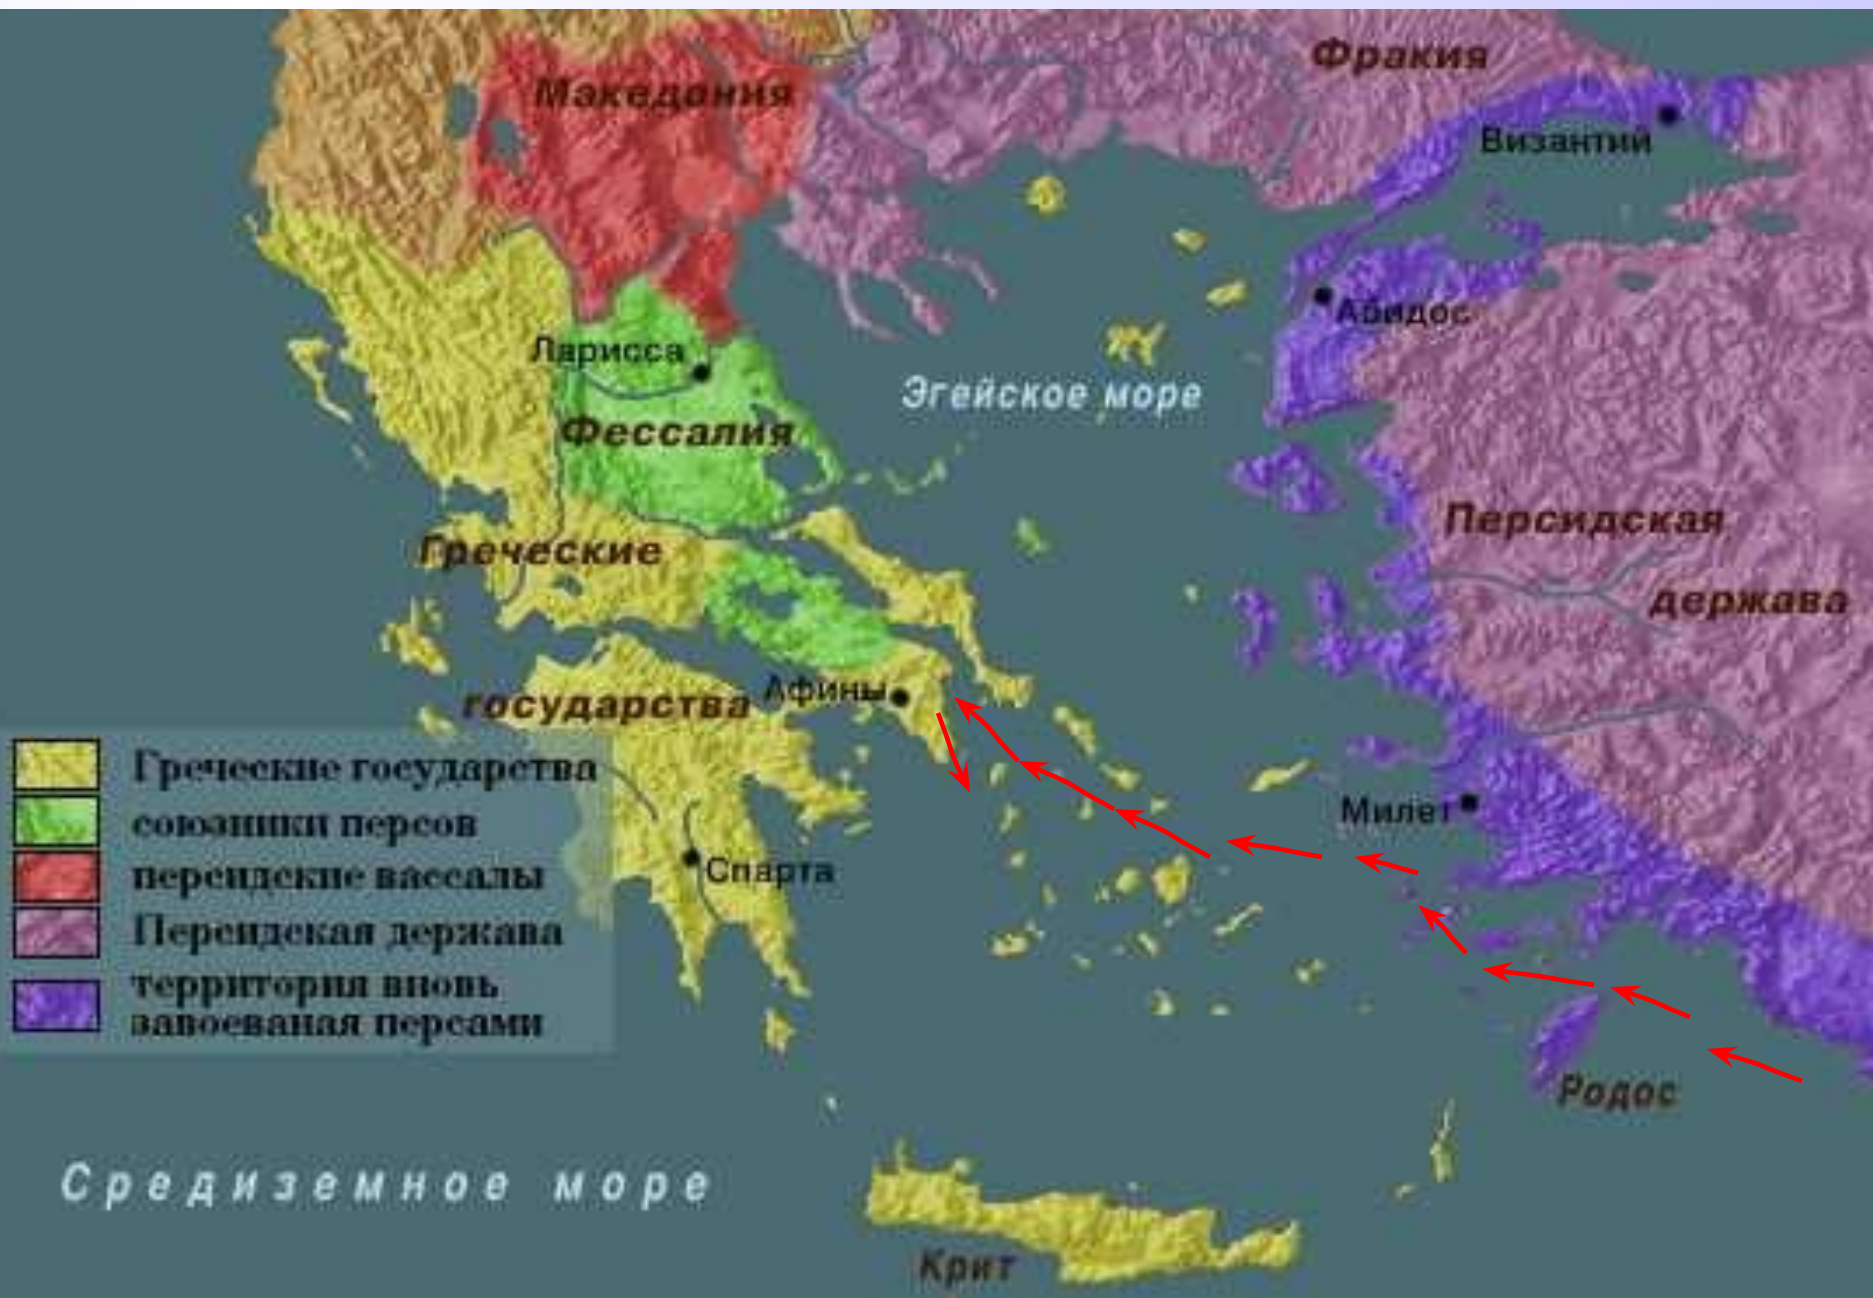 Македония
Фракия
Византий
Абидос
Ларисса
Эгейское море
Фессалия
Персидская
держава
Греческие
государства
Афины
Милет
Спарта
Родос
Крит
Средиземное море
Греческие государства
союзники персов
персидские вассалы
Персидская держава
территория вновь
завоеваная персами